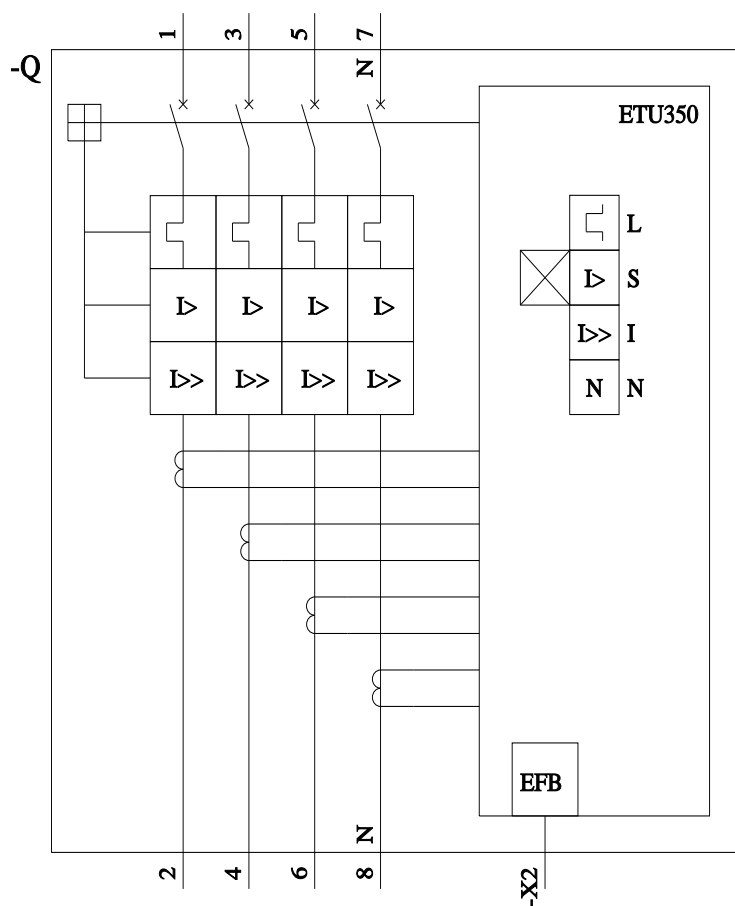 1 3 5 7
N
-Q
ETU350
L
I> I> I> I>
I> S
I>> I
I>> I>> I>> I>>
N N
EFB
N
2 4 6 8
-X2